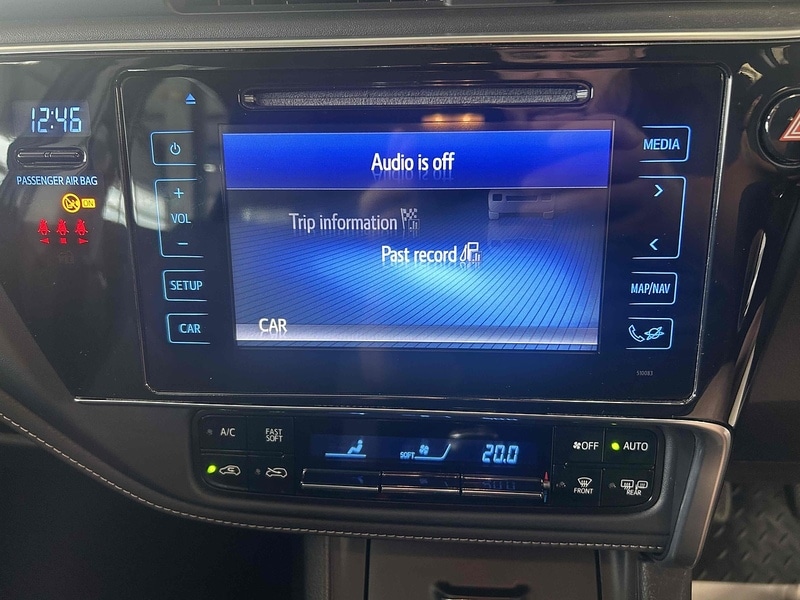 12:46
PASSENGER AIR BAG
ON
VOL
SETUP
CAR
Audio is off
Trip information
Past record
CAR
MEDIA
MAP/NAV
510083
A/C
FAST
SOFT
SOFT
20.0
OFF
AUTO
FRONT
REAR